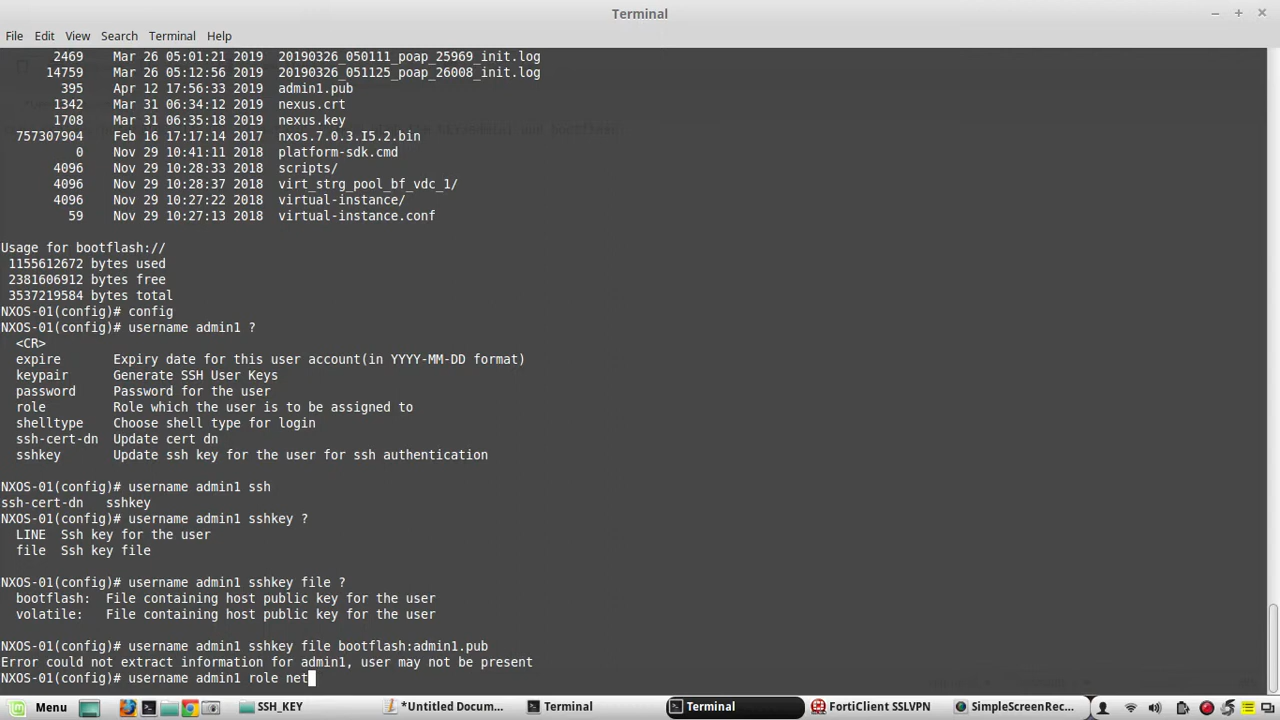 Terminal
File Edit View Search Terminal Help
2469 Mar 26 05:01:21 2019 20190326_050111_poap_25969_init.log
14759 Mar 26 05:12:56 2019 20190326_051125_poap_26008_init.log
395 Apr 12 17:56:33 2019 admin1.pub
1342 Mar 31 06:34:12 2019 nexus.crt
1708 Mar 31 06:35:18 2019 nexus.key
757307904 Feb 16 17:17:14 2017 nxos.7.0.3.I5.2.bin
0 Nov 29 10:41:11 2018 platform-sdk.cmd
4096 Nov 29 10:28:33 2018 scripts/
4096 Nov 29 10:28:37 2018 virt_strg_pool_bf_vdc_1/
4096 Nov 29 10:27:22 2018 virtual-instance/
59 Nov 29 10:27:13 2018 virtual-instance.conf
Usage for bootflash://
1155612672 bytes used
2381606912 bytes free
3537219584 bytes total
NXOS-01(config)# config
NXOS-01(config)# username admin1 ?
<CR>
expire Expiry date for this user account(in YYYY-MM-DD format)
keypair Generate SSH User Keys
password Password for the user
role Role which the user is to be assigned to
shelltype Choose shell type for login
ssh-cert-dn Update cert dn
sshkey Update ssh key for the user for ssh authentication
NXOS-01(config)# username admin1 ssh
ssh-cert-dn sshkey
NXOS-01(config)# username admin1 sshkey ?
LINE Ssh key for the user
file Ssh key file
NXOS-01(config)# username admin1 sshkey file ?
bootflash: File containing host public key for the user
volatile: File containing host public key for the user
NXOS-01(config)# username admin1 sshkey file bootflash:admin1.pub
Error could not extract information for admin1, user may not be present
NXOS-01(config)# username admin1 role net
Menu SSH_KEY *Untitled Docum... Terminal Terminal FortiClient SSLVPN SimpleScreenRec...